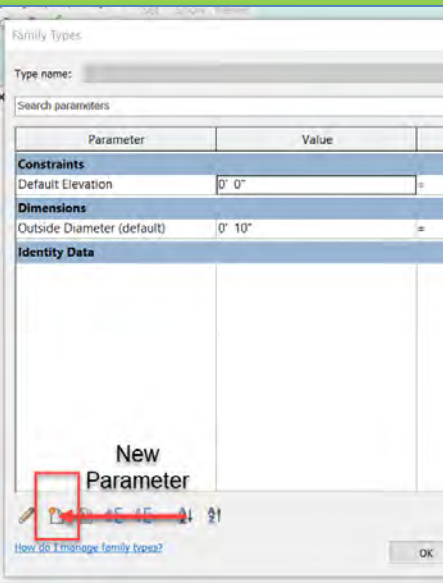 Family Types
Type name:
Search parameters
Parameter Value
Constraints
Default Elevation 0' 0" =
Dimensions
Outside Diameter (default) 0' 10" =
Identity Data
New
Parameter
How do I manage family types?
OK